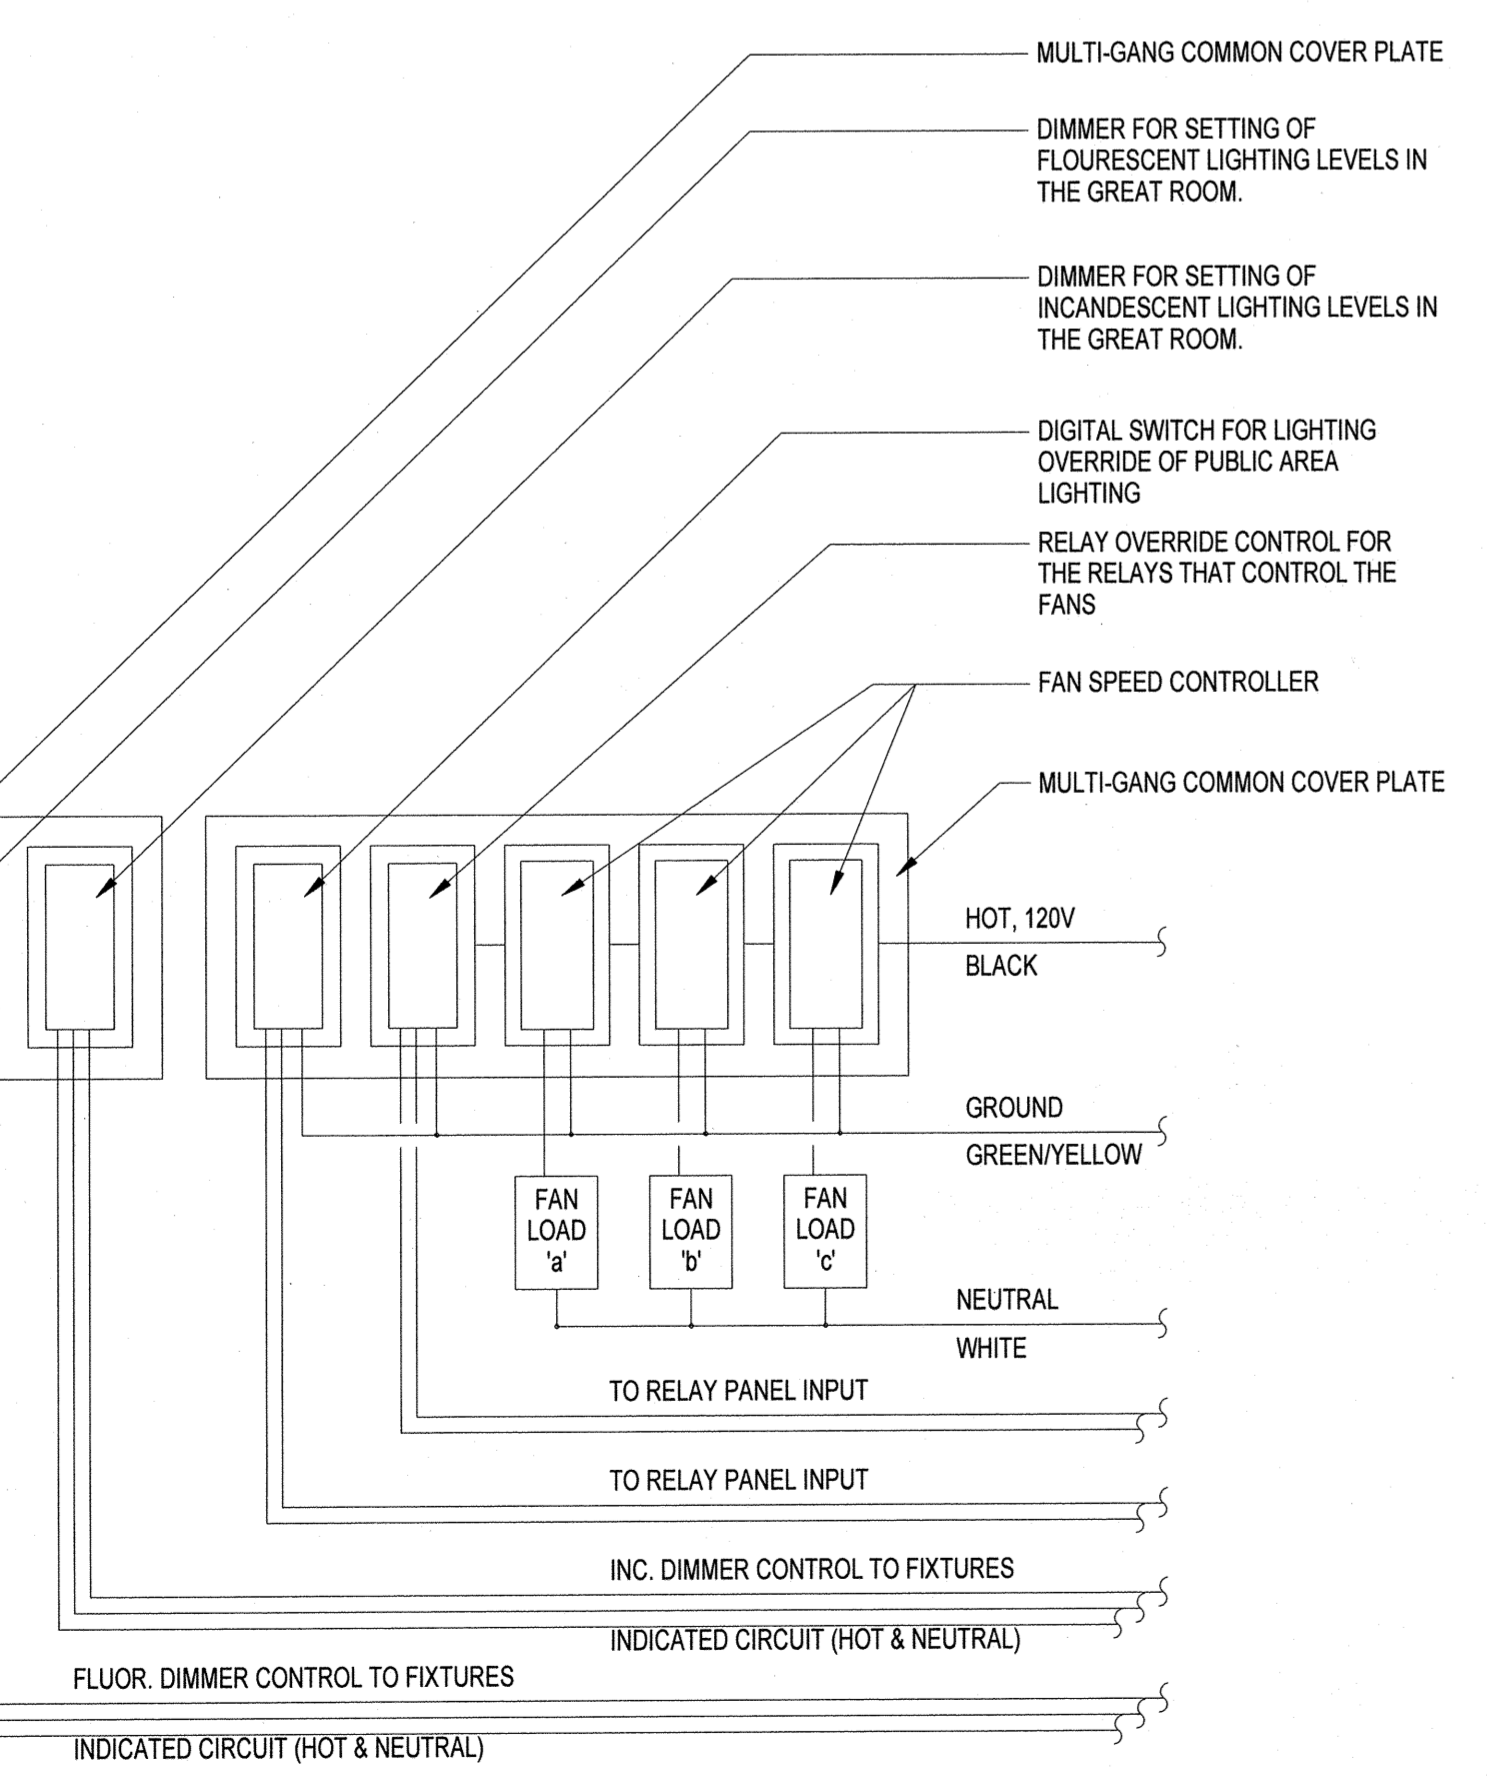 MULTI-GANG COMMON COVER PLATE
DIMMER FOR SETTING OF
FLOURESCENT LIGHTING LEVELS IN
THE GREAT ROOM.
DIMMER FOR SETTING OF
INCANDESCENT LIGHTING LEVELS IN
THE GREAT ROOM.
DIGITAL SWITCH FOR LIGHTING
OVERRIDE OF PUBLIC AREA
LIGHTING
RELAY OVERRIDE CONTROL FOR
THE RELAYS THAT CONTROL THE
FANS
FAN SPEED CONTROLLER
MULTI-GANG COMMON COVER PLATE
HOT, 120V
BLACK
GROUND
GREEN/YELLOW
FAN
LOAD
'a'
FAN
LOAD
'b'
FAN
LOAD
'c'
NEUTRAL
WHITE
TO RELAY PANEL INPUT
TO RELAY PANEL INPUT
INC. DIMMER CONTROL TO FIXTURES
INDICATED CIRCUIT (HOT & NEUTRAL)
FLUOR. DIMMER CONTROL TO FIXTURES
INDICATED CIRCUIT (HOT & NEUTRAL)